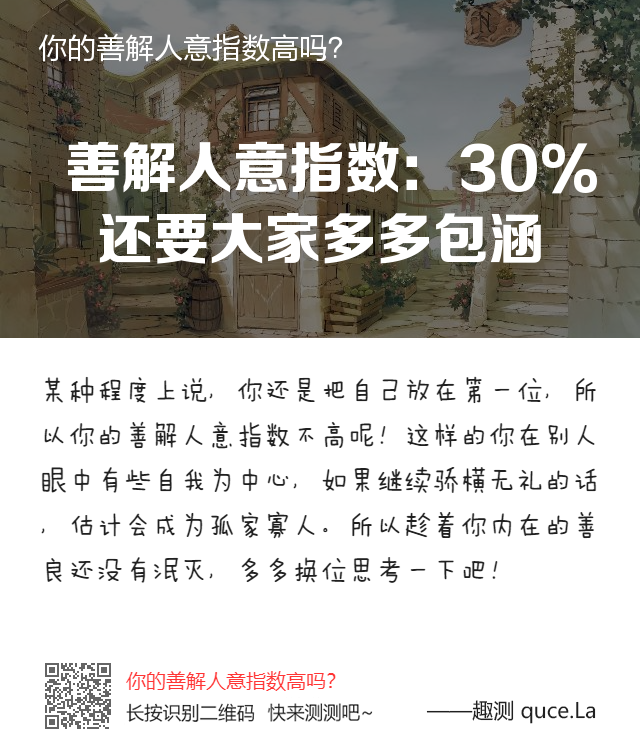 你的善解人意指数高吗?
善解人意指数：30%
还要大家多多包涵
某种程度上说，你还是把自己放在第一位，所
以你的善解人意指数不高呢！这样的你在别人
眼中有些自我为中心，如果继续骄横无礼的话
，估计会成为孤家寡人。所以趁着你内在的善
良还没有泯灭，多多换位思考一下吧！
你的善解人意指数高吗?
长按识别二维码 快来测测吧~
——趣测 quce.La